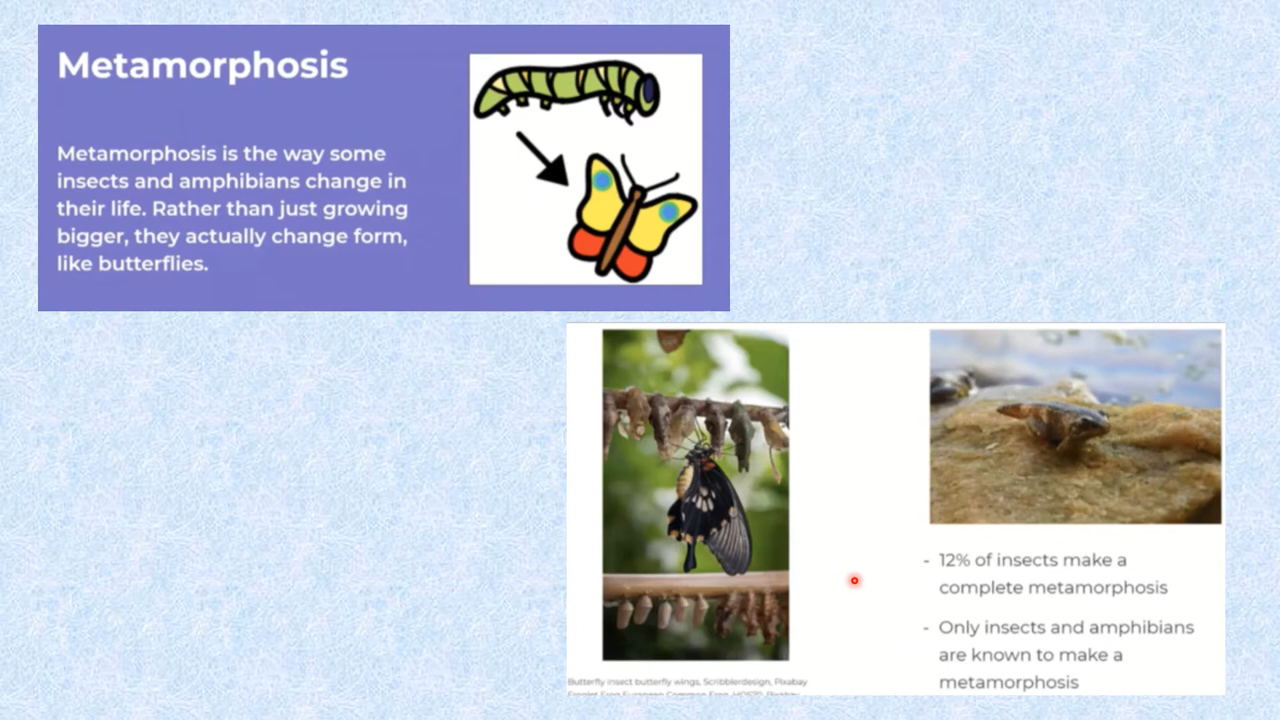 Metamorphosis
Metamorphosis is the way some
insects and amphibians change in
their life. Rather than just growing
bigger, they actually change form,
like butterflies.
- 12% of insects make a
complete metamorphosis
- Only insects and amphibians
are known to make a
metamorphosis
Butterfly insect butterfly wings, Scribblerdesign, Pixabay